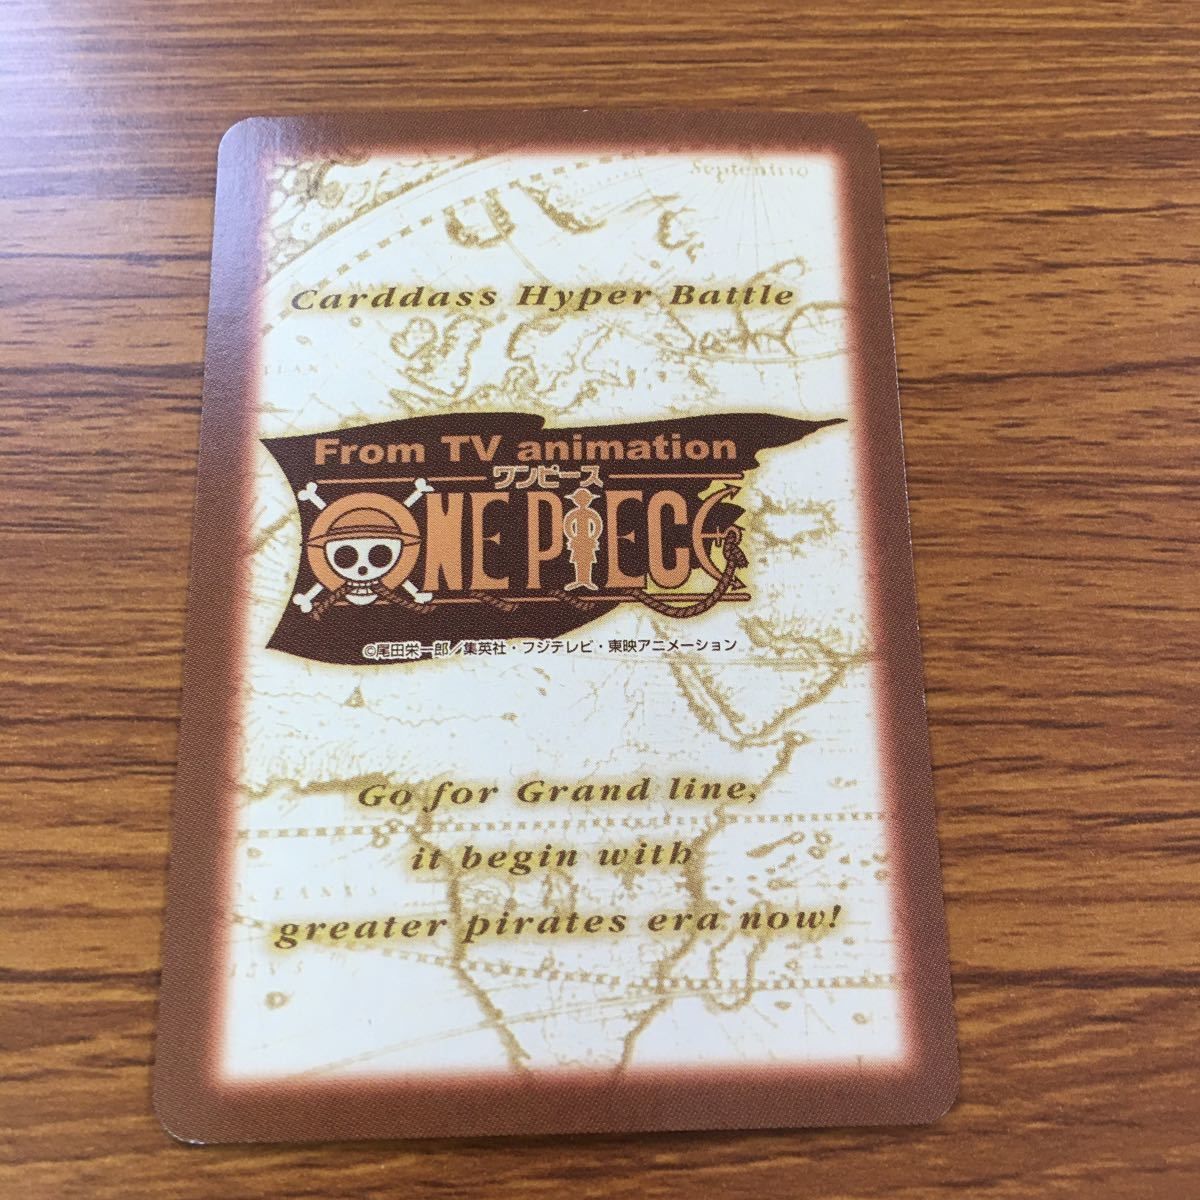 Septentrio
Carddass Hyper Battle
From TV animation
ワンピース
ONE PIECE
©尾田栄一郎/集英社・フジテレビ・東映アニメーション
Go for Grand line,
it begin with
greater pirates era now!